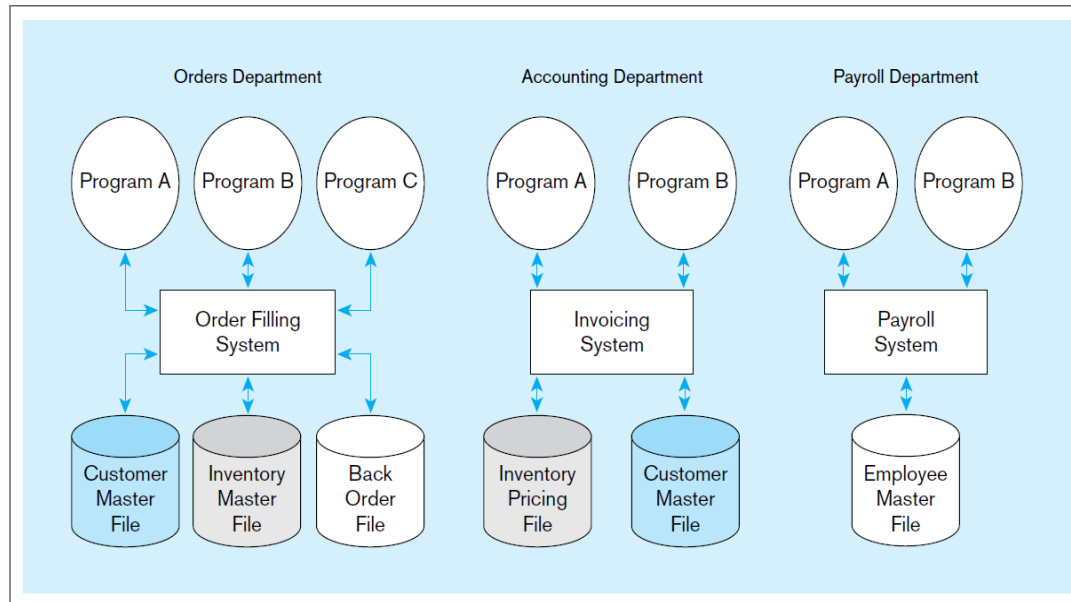 Orders Department
Accounting Department
Payroll Department
Program A
Program B
Program C
Program A
Program B
Program A
Program B
Order Filling
System
Invoicing
System
Payroll
System
Customer
Master
File
Inventory
Master
File
Back
Order
File
Inventory
Pricing
File
Customer
Master
File
Employee
Master
File